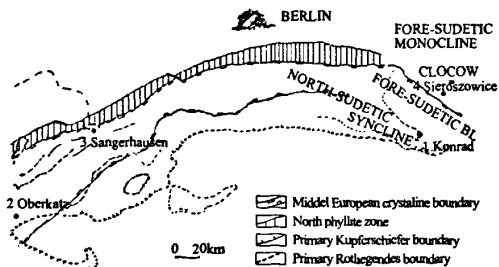 BERLIN
FORE-SUDETIC
MONOCLINE
CLOCOW
4 Sieroszowice
NORTH-SUDETIC
SYNCLINE
FORE-SUDETIC BL
1 Konrad
3 Sangerhausen
2 Oberkatz
Middel European crystaline boundary
North phyllite zone
Primary Kupferschiefer boundary
Primary Rothegendes boundary
0 20km